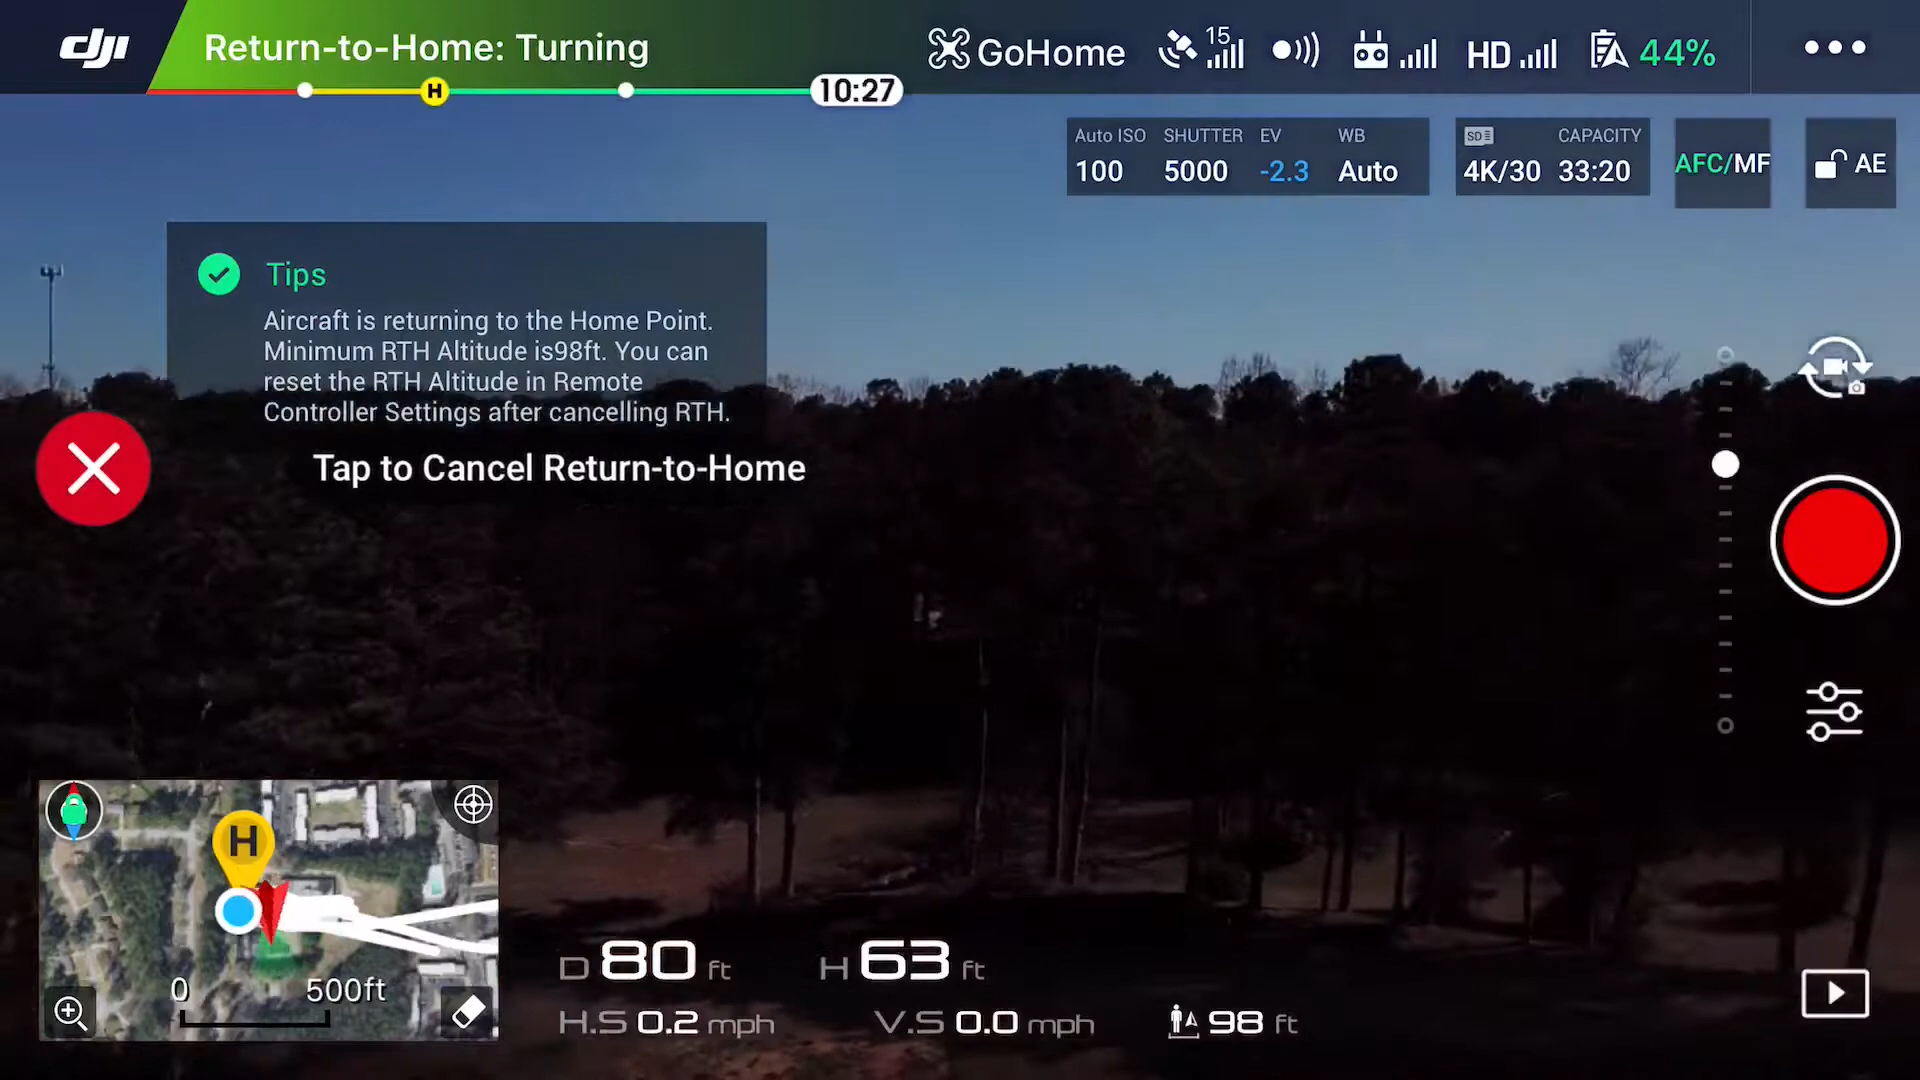 dji
Return-to-Home: Turning
GoHome
15
HD
44%
H
10:27
Auto ISO SHUTTER EV WB
100 5000 -2.3 Auto
SD CAPACITY
4K/30 33:20
AFC/MF
AE
Tips
Aircraft is returning to the Home Point.
Minimum RTH Altitude is98ft. You can
reset the RTH Altitude in Remote
Controller Settings after cancelling RTH.
Tap to Cancel Return-to-Home
H
0 500ft
D 80 ft H 63 ft
H.S 0.2 mph V.S 0.0 mph 98 ft